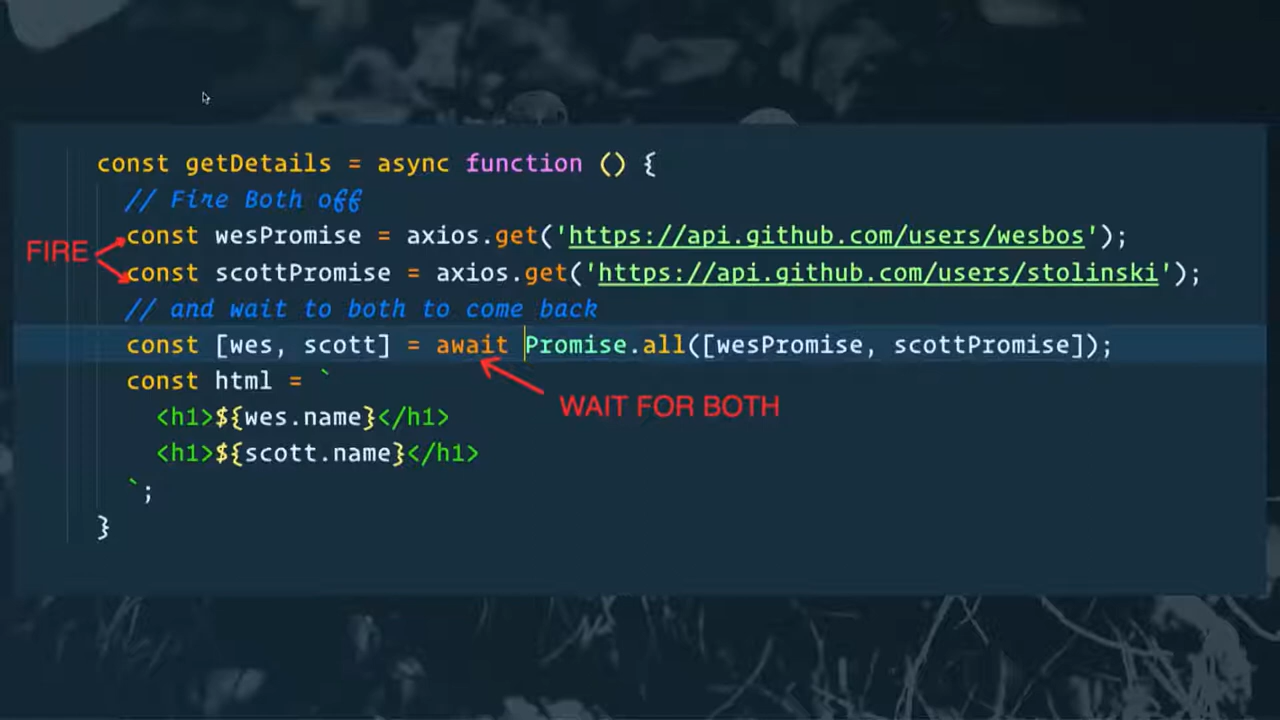 const getDetails = async function () {
// Fire Both off
FIRE
const wesPromise = axios.get('https://api.github.com/users/wesbos');
const scottPromise = axios.get('https://api.github.com/users/stolinski');
// and wait to both to come back
const [wes, scott] = await Promise.all([wesPromise, scottPromise]);
const html = `
WAIT FOR BOTH
<h1>${wes.name}</h1>
<h1>${scott.name}</h1>
`;
}